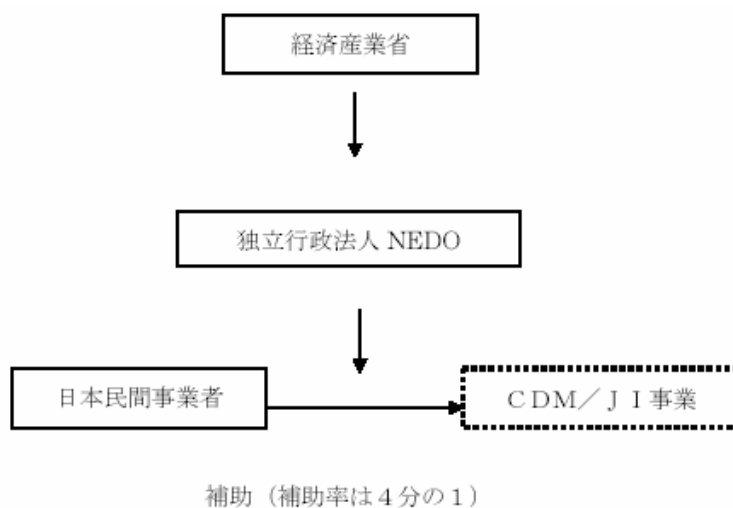 経済産業省
独立行政法人 NEDO
日本民間事業者
ＣＤＭ／ＪＩ事業
補助（補助率は４分の１）